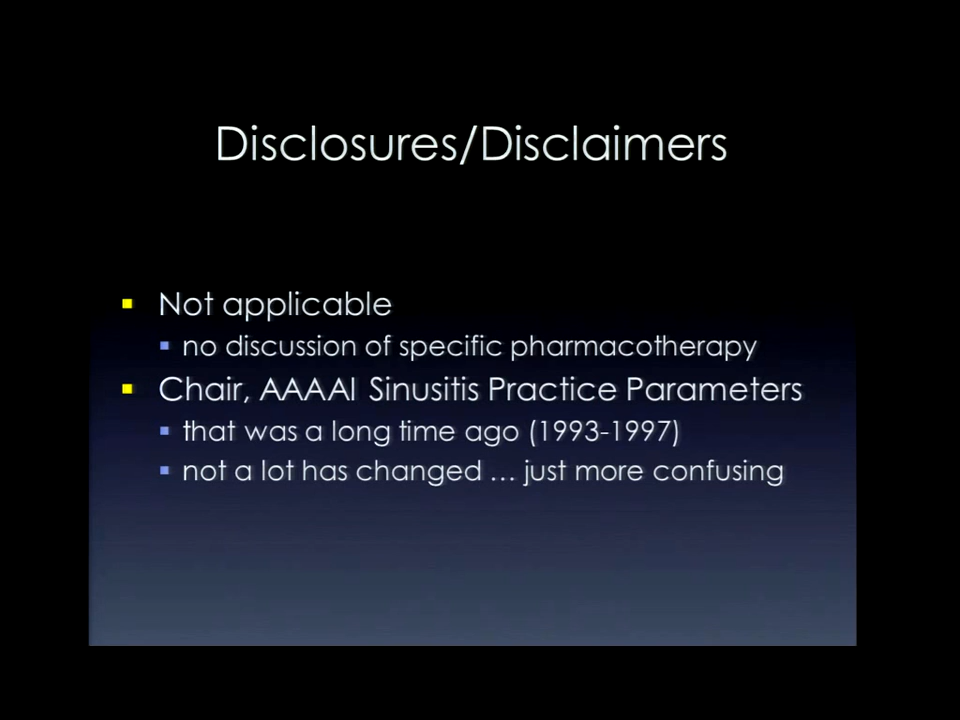 Disclosures/Disclaimers
Not applicable
no discussion of specific pharmacotherapy
Chair, AAAAI Sinusitis Practice Parameters
that was a long time ago (1993-1997)
not a lot has changed … just more confusing